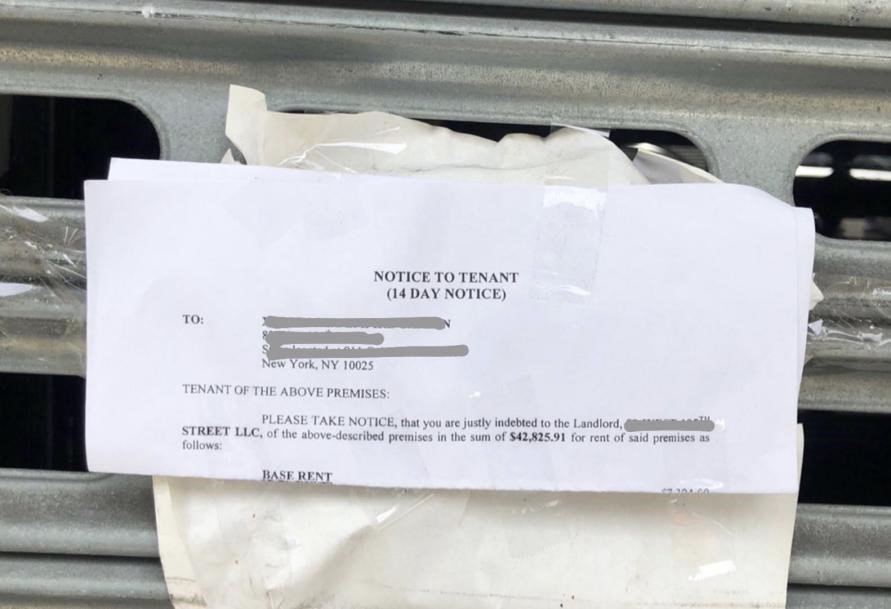 NOTICE TO TENANT
(14 DAY NOTICE)
TO:
New York, NY 10025
TENANT OF THE ABOVE PREMISES:
PLEASE TAKE NOTICE, that you are justly indebted to the Landlord,
STREET LLC, of the above-described premises in the sum of $42,825.91 for rent of said premises as
follows:
BASE RENT